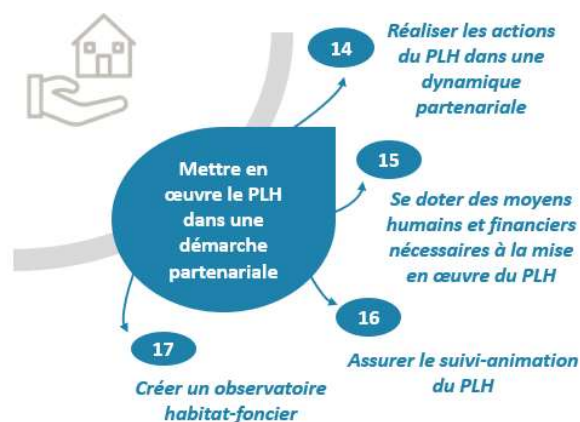 14
Réaliser les actions
du PLH dans une
dynamique
partenariale
Mettre en
œuvre le PLH
dans une
démarche
partenariale
15
Se doter des moyens
humains et financiers
nécessaires à la mise
en œuvre du PLH
16
Assurer le suivi-animation
du PLH
17
Créer un observatoire
habitat-foncier